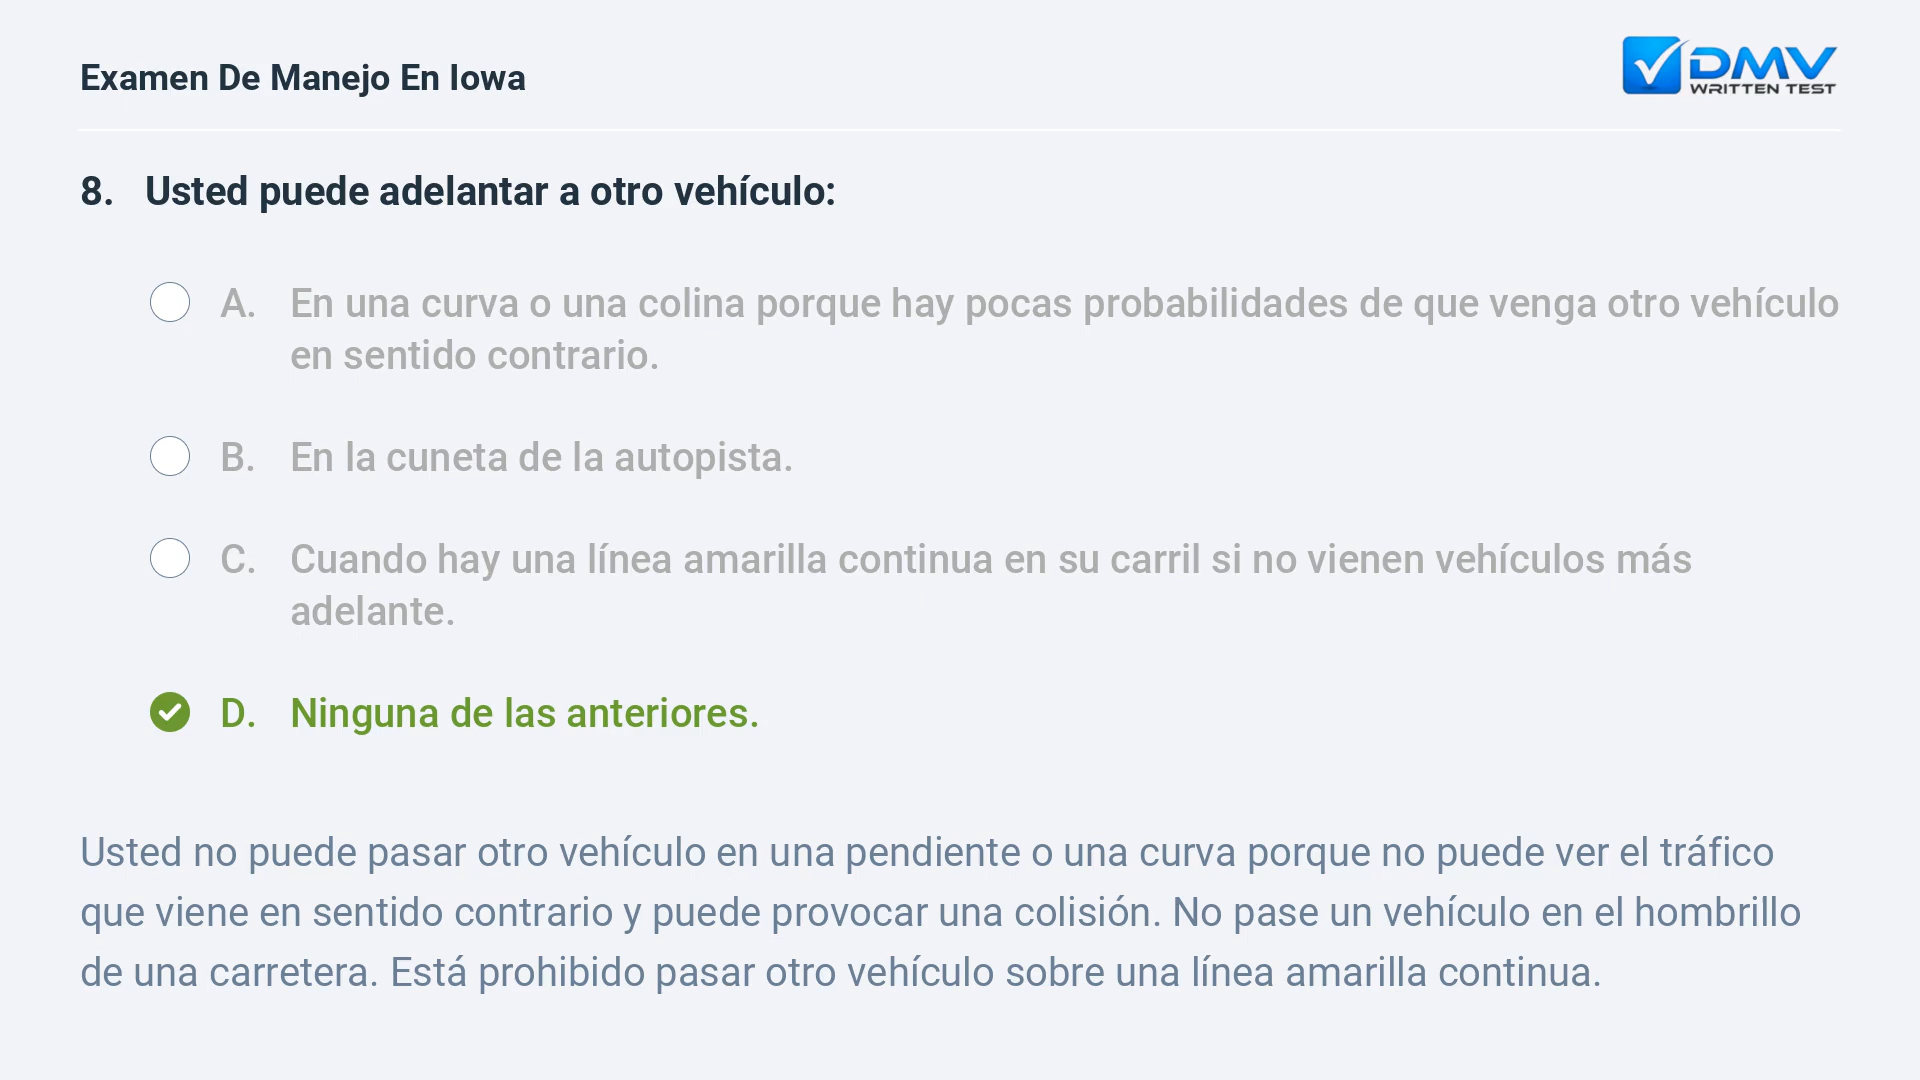 Examen De Manejo En Iowa
DMV
WRITTEN TEST
8. Usted puede adelantar a otro vehículo:
A. En una curva o una colina porque hay pocas probabilidades de que venga otro vehículo
en sentido contrario.
B. En la cuneta de la autopista.
C. Cuando hay una línea amarilla continua en su carril si no vienen vehículos más
adelante.
D. Ninguna de las anteriores.
Usted no puede pasar otro vehículo en una pendiente o una curva porque no puede ver el tráfico
que viene en sentido contrario y puede provocar una colisión. No pase un vehículo en el hombrillo
de una carretera. Está prohibido pasar otro vehículo sobre una línea amarilla continua.